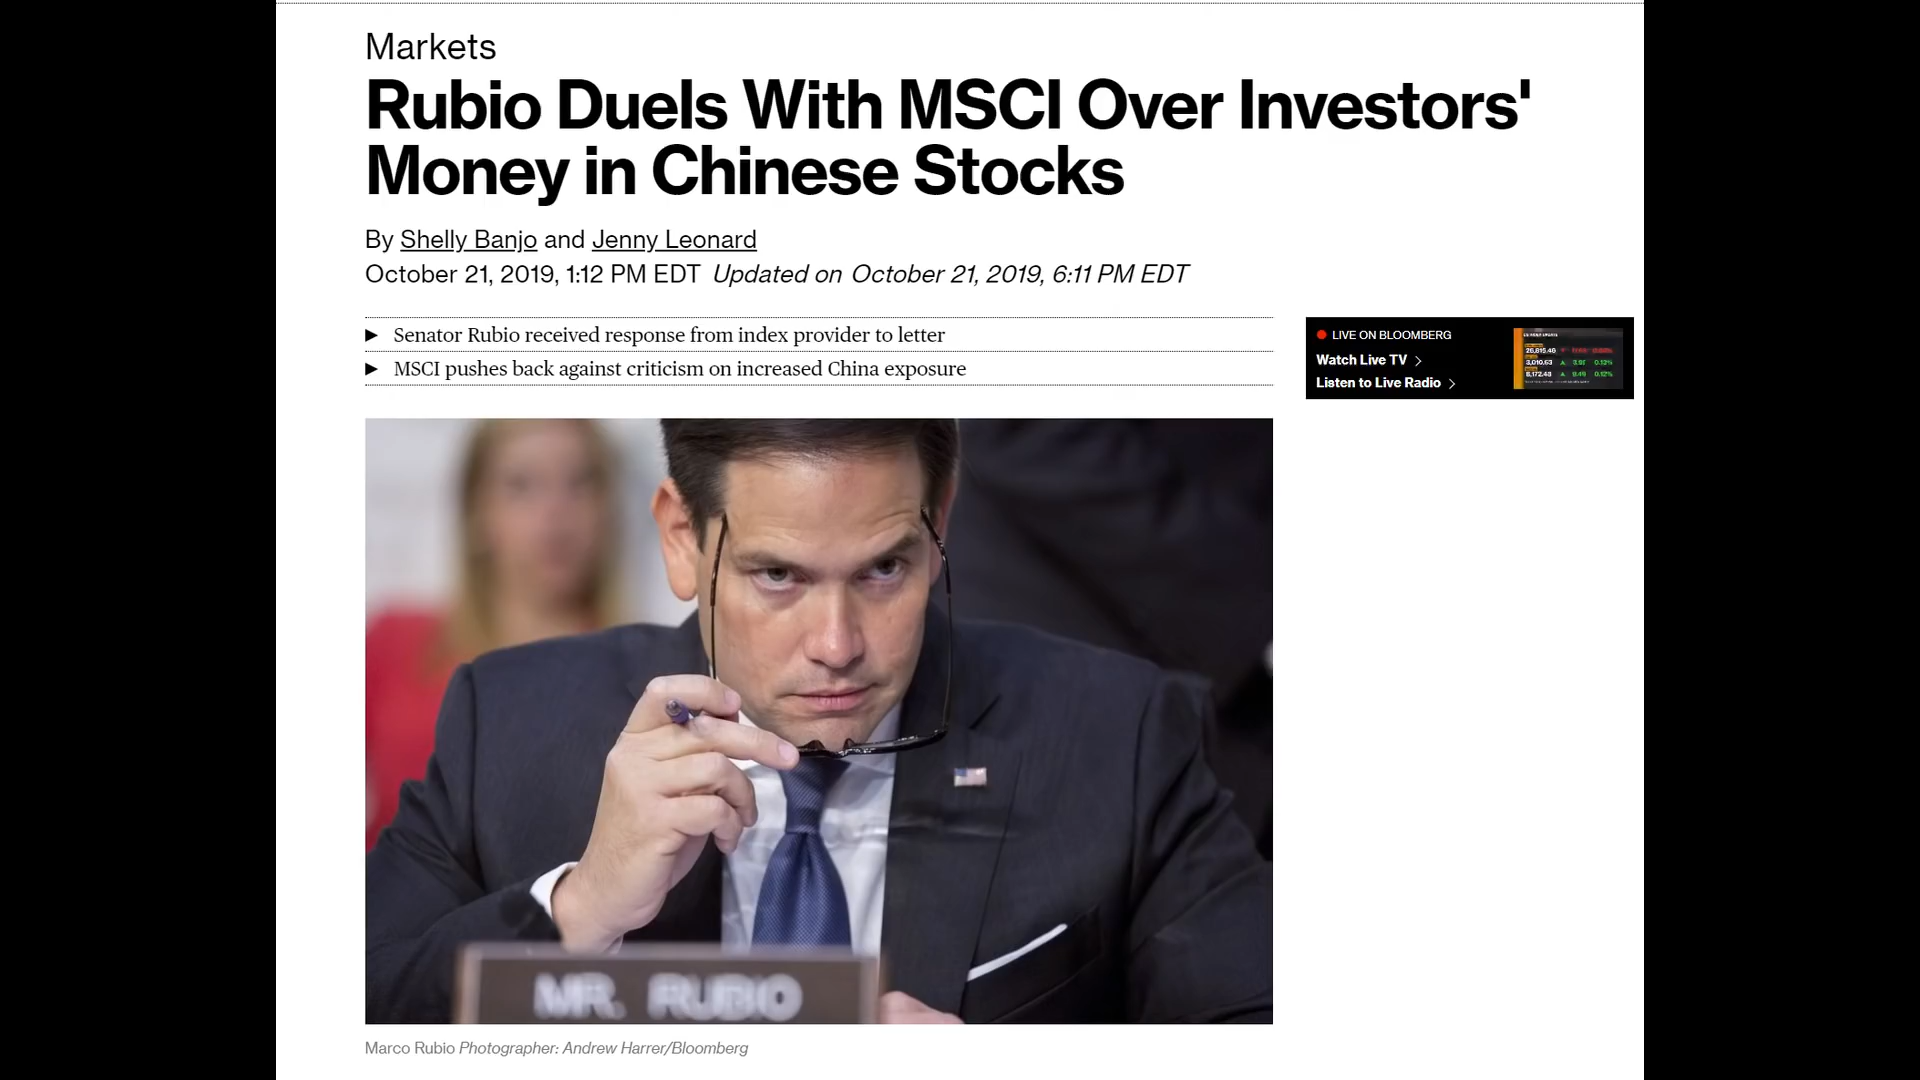 Markets
Rubio Duels With MSCI Over Investors'
Money in Chinese Stocks
By Shelly Banjo and Jenny Leonard
October 21, 2019, 1:12 PM EDT Updated on October 21, 2019, 6:11 PM EDT
▶ Senator Rubio received response from index provider to letter
▶ MSCI pushes back against criticism on increased China exposure
LIVE ON BLOOMBERG
Watch Live TV >
Listen to Live Radio >
MR. RUBIO
Marco Rubio Photographer: Andrew Harrer/Bloomberg